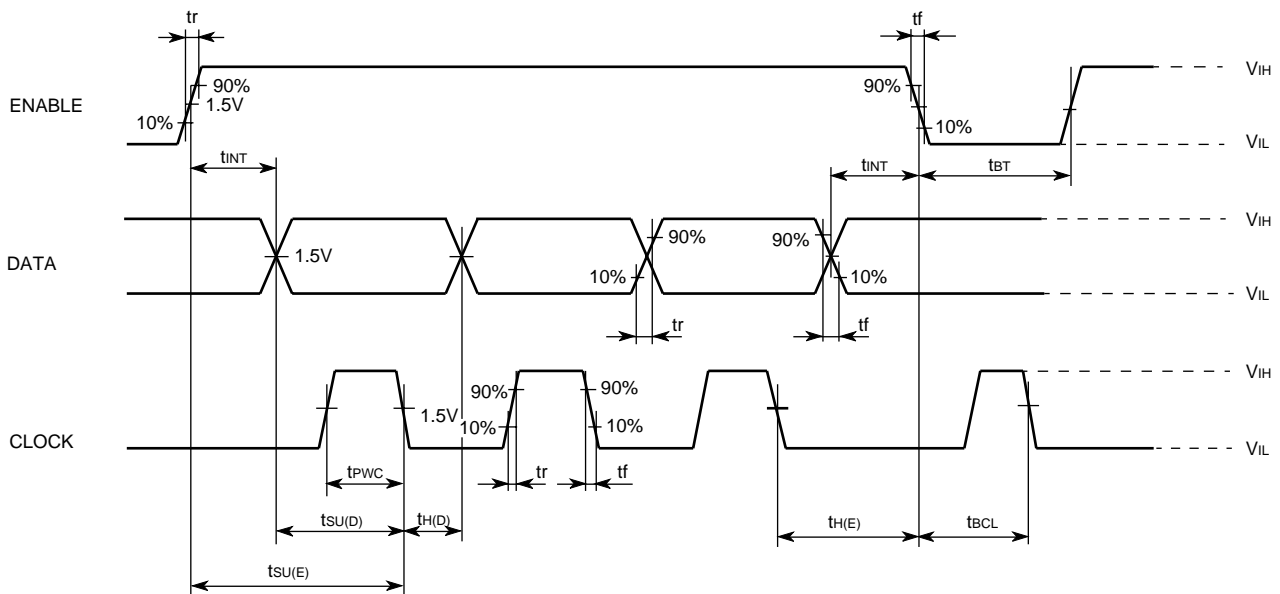 tr
tf
90%
90%
VIH
ENABLE
1.5V
10%
10%
VIL
tINT
tINT
tBT
VIH
90%
90%
DATA
1.5V
10%
10%
VIL
tr
tf
VIH
90%
90%
1.5V
10%
10%
CLOCK
VIL
tPWC
tr
tf
tSU(D)
tH(D)
tH(E)
tBCL
tSU(E)